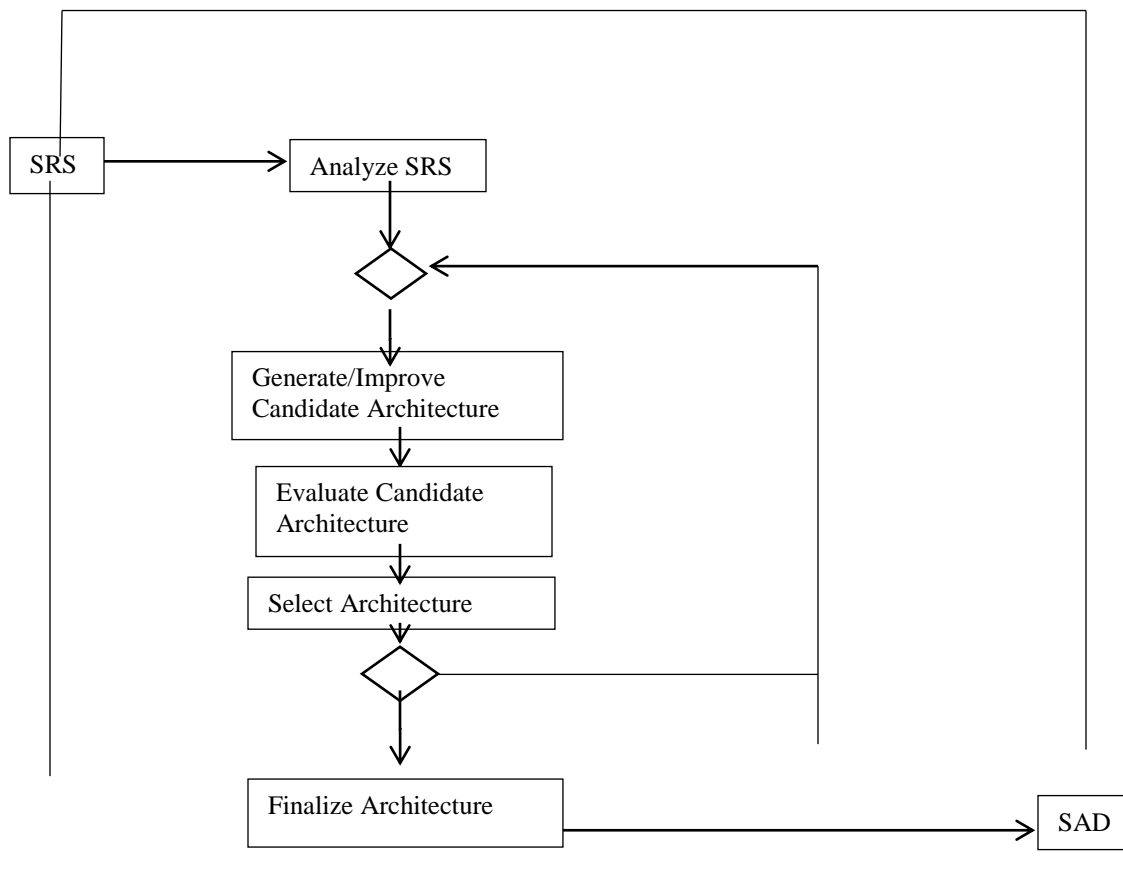 SRS
Analyze SRS
Generate/Improve
Candidate Architecture
Evaluate Candidate
Architecture
Select Architecture
Finalize Architecture
SAD